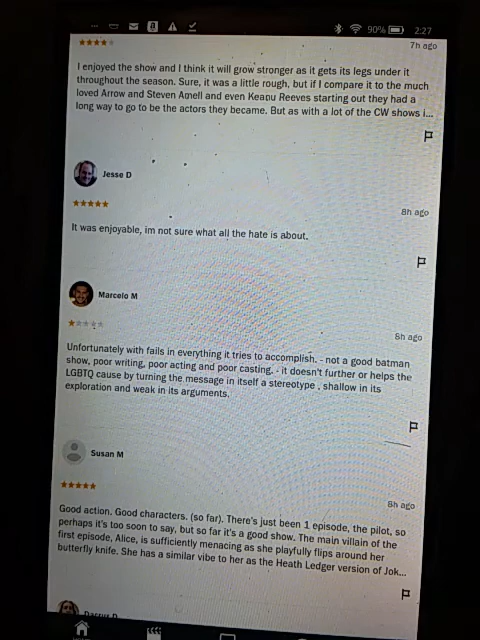 90% 2:27
7h ago
I enjoyed the show and I think it will grow stronger as it gets its legs under it
throughout the season. Sure, it was a little rough, but if I compare it to the much
loved Arrow and Steven Amell and even Keanu Reeves starting out they had a
long way to go to be the actors they became. But as with a lot of the CW shows i...
Jesse D
8h ago
It was enjoyable, im not sure what all the hate is about.
Marcelo M
8h ago
Unfortunately with fails in everything it tries to accomplish. - not a good batman
show, poor writing, poor acting and poor casting. - it doesn't further or helps the
LGBTQ cause by turning the message in itself a stereotype , shallow in its
exploration and weak in its arguments.
Susan M
8h ago
Good action. Good characters. (so far). There's just been 1 episode, the pilot, so
perhaps it's too soon to say, but so far it's a good show. The main villain of the
first episode, Alice, is sufficiently menacing as she playfully flips around her
butterfly knife. She has a similar vibe to her as the Heath Ledger version of Jok...